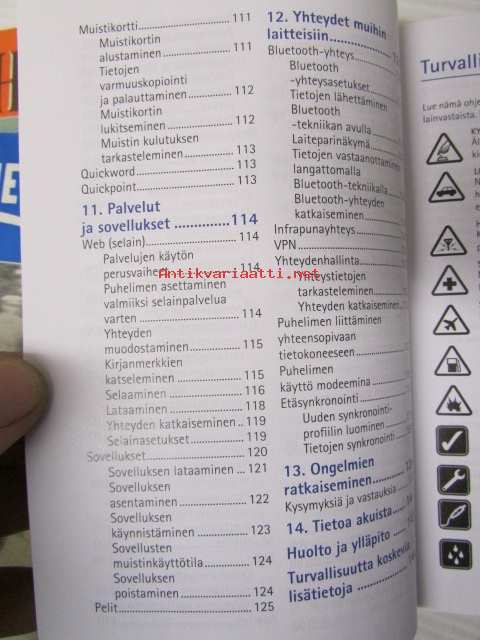 Muistikortti 111
Muistikortin
alustaminen 111
Tietojen
varmuuskopiointi
ja palauttaminen 112
Muistikortin
lukitseminen 112
Muistin kulutuksen
tarkasteleminen 113
Quickword 113
Quickpoint 113
11. Palvelut
ja sovellukset 114
Web (selain) 114
Palvelujen käytön
perusvaiheet 114
Puhelimen asettaminen
valmiiksi selainpalvelua
varten 114
Yhteyden
muodostaminen 115
Kirjanmerkkien
katseleminen 115
Selaaminen 116
Lataaminen 118
Yhteyden katkaiseminen 119
Selainasetukset 119
Sovellukset 120
Sovelluksen lataaminen 121
Sovelluksen
asentaminen 122
Sovelluksen
käynnistäminen 123
Sovellusten
muistinkäyttötila 124
Sovelluksen
poistaminen 124
Pelit 125
12. Yhteydet muihin
laitteisiin
Bluetooth-yhteys
Bluetooth
-yhteysasetukset
Tietojen lähettäminen
Bluetooth
-tekniikan avulla
Laiteparinäkymä
Tietojen vastaanottaminen
langattomalla
Bluetooth-tekniikalla
Bluetooth-yhteyden
katkaiseminen
Infrapunayhteys
VPN
Yhteydenhallinta
Yhteystietojen
tarkasteleminen
Yhteyden katkaiseminen
Puhelimen liittäminen
yhteensopivaan
tietokoneeseen
Puhelimen
käyttö modeemina
Etäsynkronointi
Uuden synkronointi-
profiilin luominen
Tietojen synkronointi
13. Ongelmien
ratkaiseminen
Kysymyksiä ja vastauksia
14. Tietoa akuista
Huolto ja ylläpito
Turvallisuutta koskevia
lisätietoja
Turvalli
Lue nämä ohje
lainvastaista.
Antikvariaatti.net